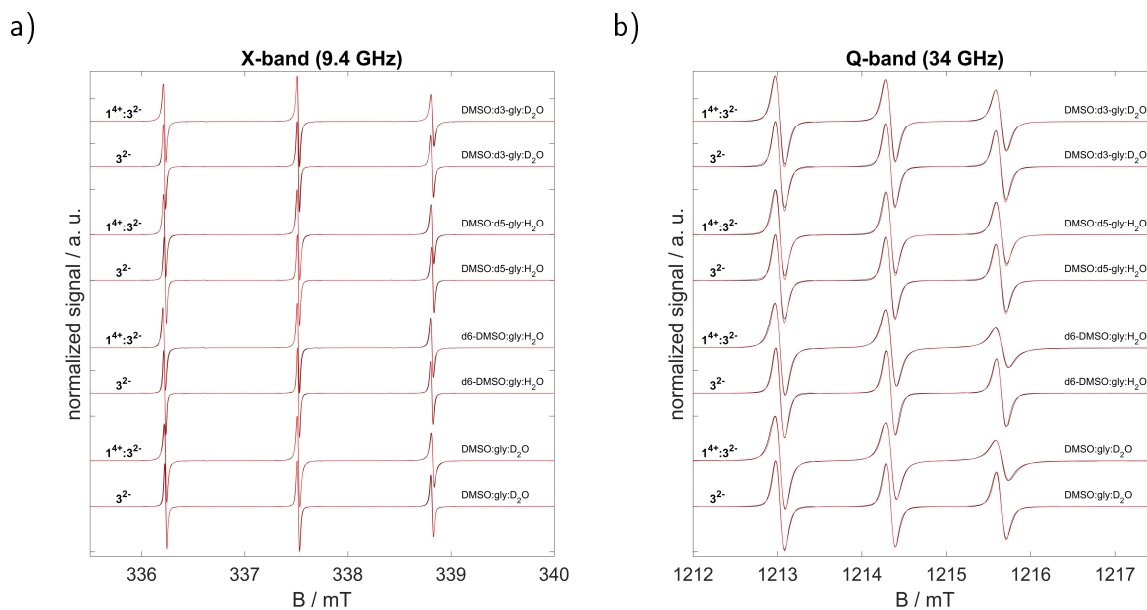 a)
X-band (9.4 GHz)
normalized signal / a. u.
1⁴⁺:3²⁻ DMSO:d3-gly:D₂O
3²⁻ DMSO:d3-gly:D₂O
1⁴⁺:3²⁻ DMSO:d5-gly:H₂O
3²⁻ DMSO:d5-gly:H₂O
1⁴⁺:3²⁻ d6-DMSO:gly:H₂O
3²⁻ d6-DMSO:gly:H₂O
1⁴⁺:3²⁻ DMSO:gly:D₂O
3²⁻ DMSO:gly:D₂O
336 337 338 339 340
B / mT
b)
Q-band (34 GHz)
normalized signal / a. u.
1⁴⁺:3²⁻ DMSO:d3-gly:D₂O
3²⁻ DMSO:d3-gly:D₂O
1⁴⁺:3²⁻ DMSO:d5-gly:H₂O
3²⁻ DMSO:d5-gly:H₂O
1⁴⁺:3²⁻ d6-DMSO:gly:H₂O
3²⁻ d6-DMSO:gly:H₂O
1⁴⁺:3²⁻ DMSO:gly:D₂O
3²⁻ DMSO:gly:D₂O
1212 1213 1214 1215 1216 1217
B / mT